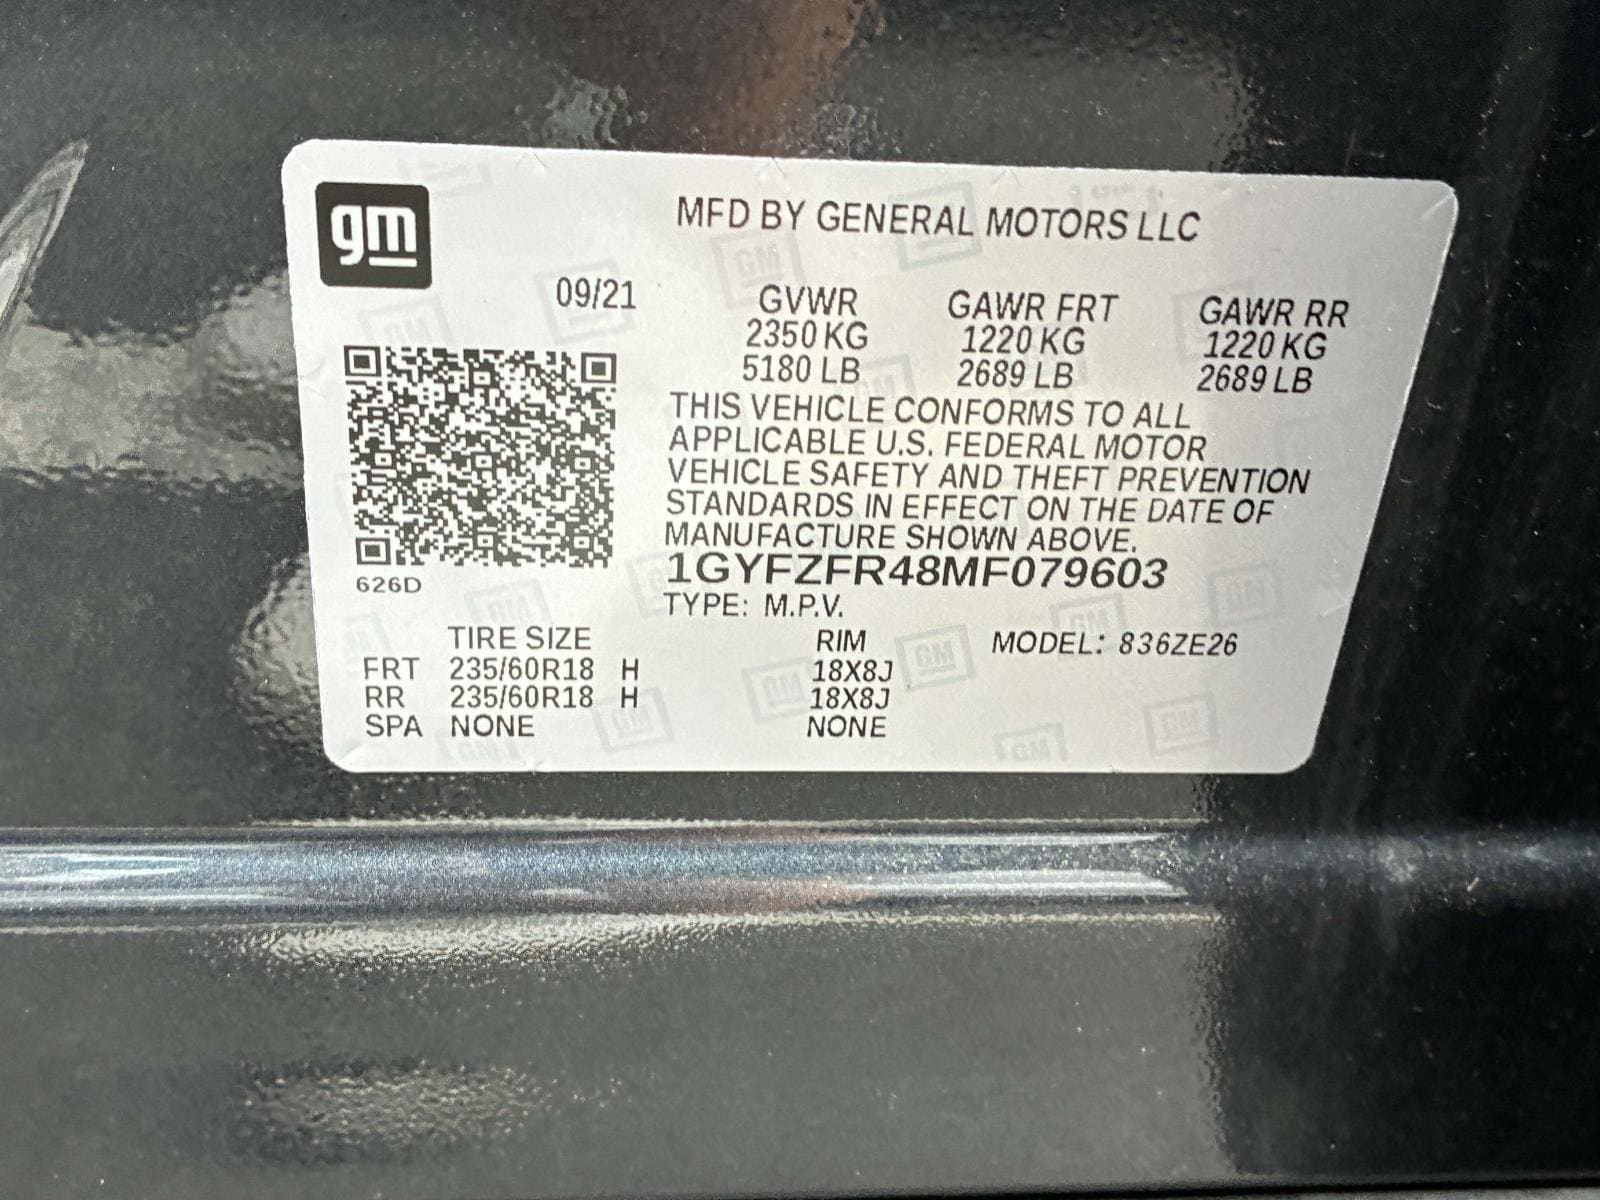 gm
MFD BY GENERAL MOTORS LLC
09/21 GVWR GAWR FRT GAWR RR
2350 KG 1220 KG 1220 KG
5180 LB 2689 LB 2689 LB
THIS VEHICLE CONFORMS TO ALL
APPLICABLE U.S. FEDERAL MOTOR
VEHICLE SAFETY AND THEFT PREVENTION
STANDARDS IN EFFECT ON THE DATE OF
MANUFACTURE SHOWN ABOVE.
626D
1GYFZFR48MF079603
TYPE: M.P.V.
TIRE SIZE RIM MODEL: 836ZE26
FRT 235/60R18 H 18X8J
RR 235/60R18 H 18X8J
SPA NONE NONE